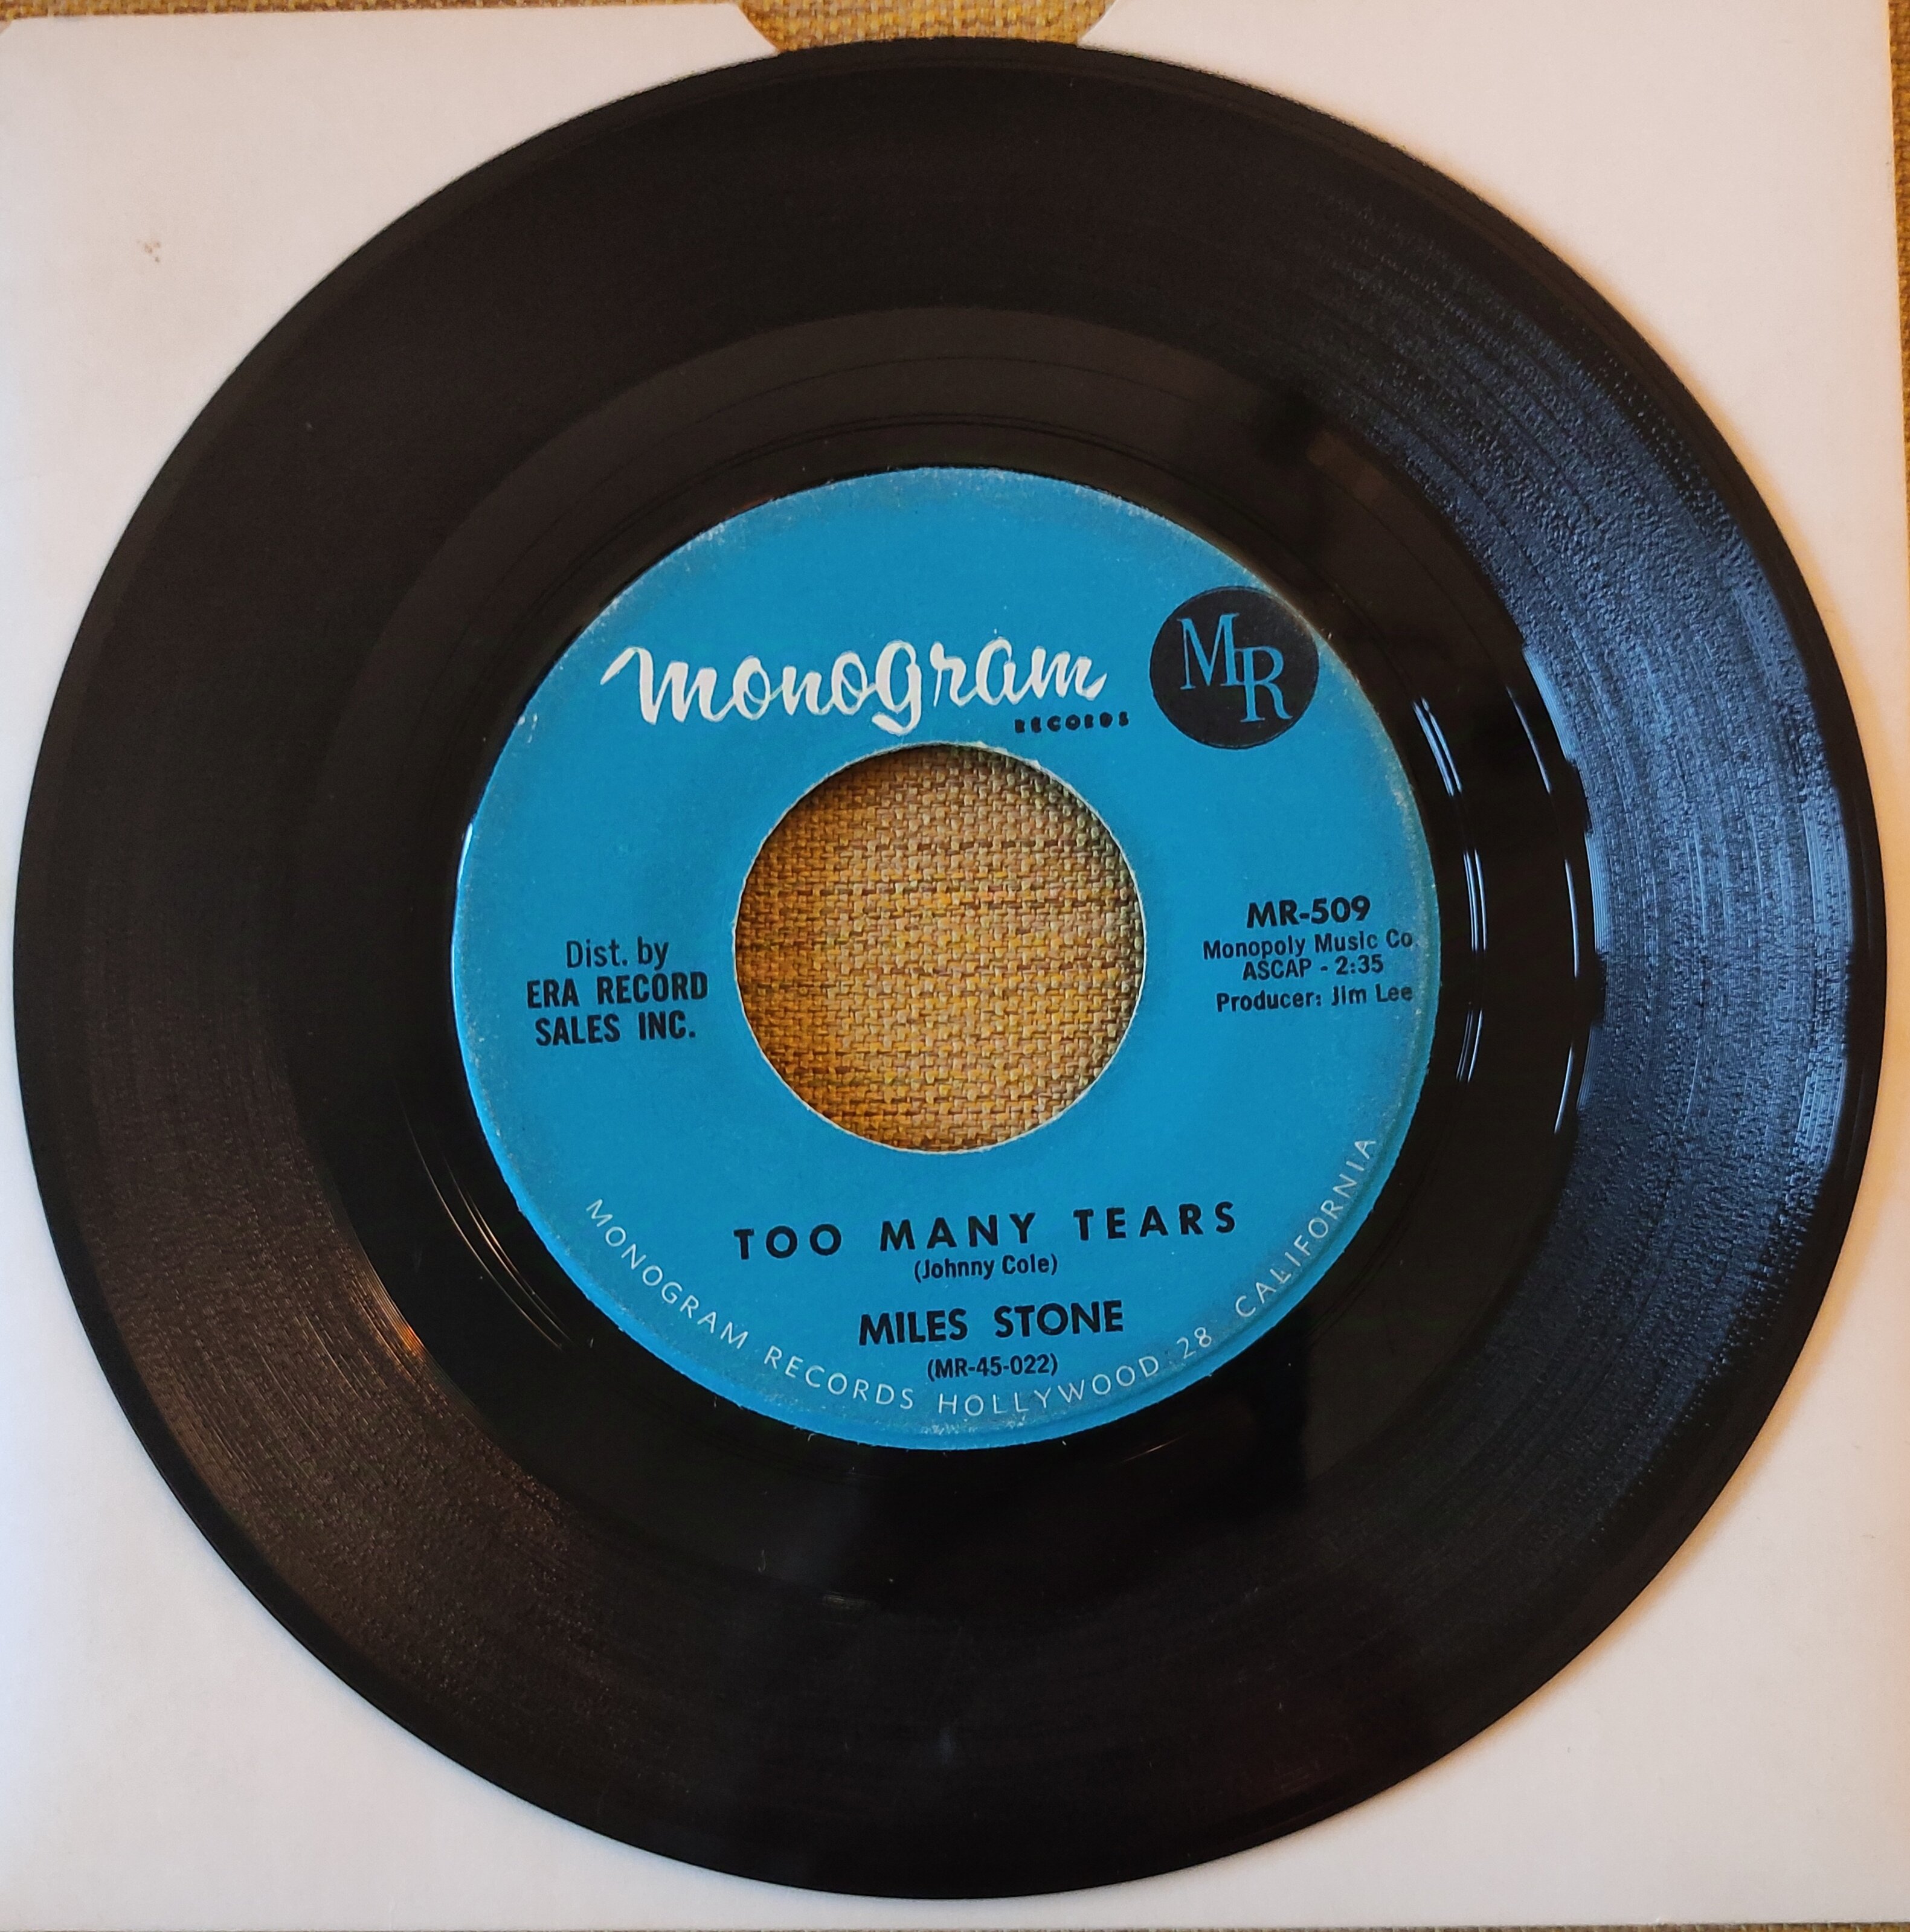 monogram
RECORDS
MR
Dist. by
ERA RECORD
SALES INC.
MR-509
Monopoly Music Co.
ASCAP - 2:35
Producer: Jim Lee
TOO MANY TEARS
(Johnny Cole)
MILES STONE
(MR-45-022)
MONOGRAM RECORDS HOLLYWOOD 28 CALIFORNIA